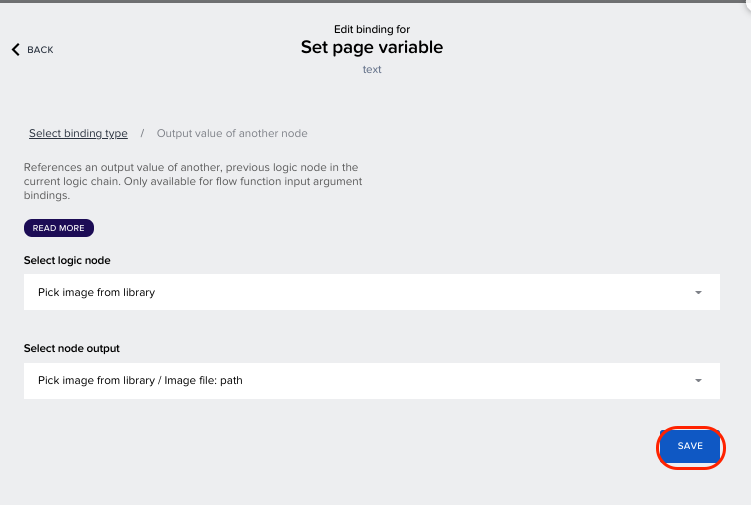 Edit binding for
BACK
Set page variable
text
Select binding type / Output value of another node
References an output value of another, previous logic node in the
current logic chain. Only available for flow function input argument
bindings.
READ MORE
Select logic node
Pick image from library
Select node output
Pick image from library / Image file: path
SAVE